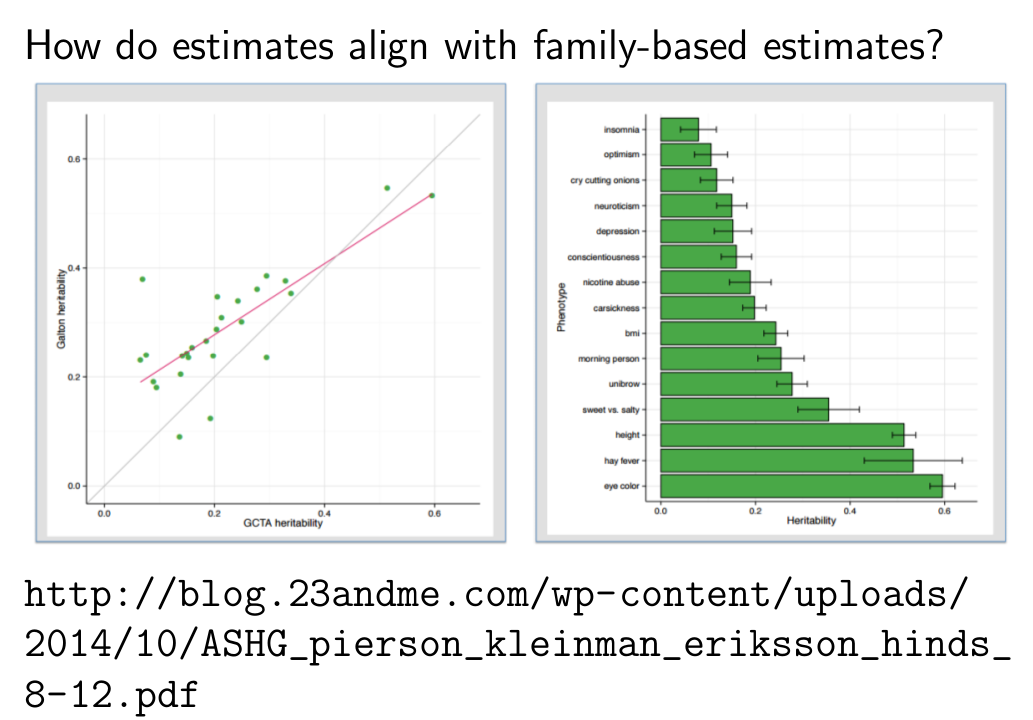 How do estimates align with family-based estimates?
0.6
0.4
0.2
0.0
Galton heritability
0.0 0.2 0.4 0.6
GCTA heritability
insomnia
optimism
cry cutting onions
neuroticism
depression
conscientiousness
nicotine abuse
carsickness
bmi
morning person
unibrow
sweet vs. salty
height
hay fever
eye color
Phenotype
0.0 0.2 0.4 0.6
Heritability
http://blog.23andme.com/wp-content/uploads/
2014/10/ASHG_pierson_kleinman_eriksson_hinds_
8-12.pdf